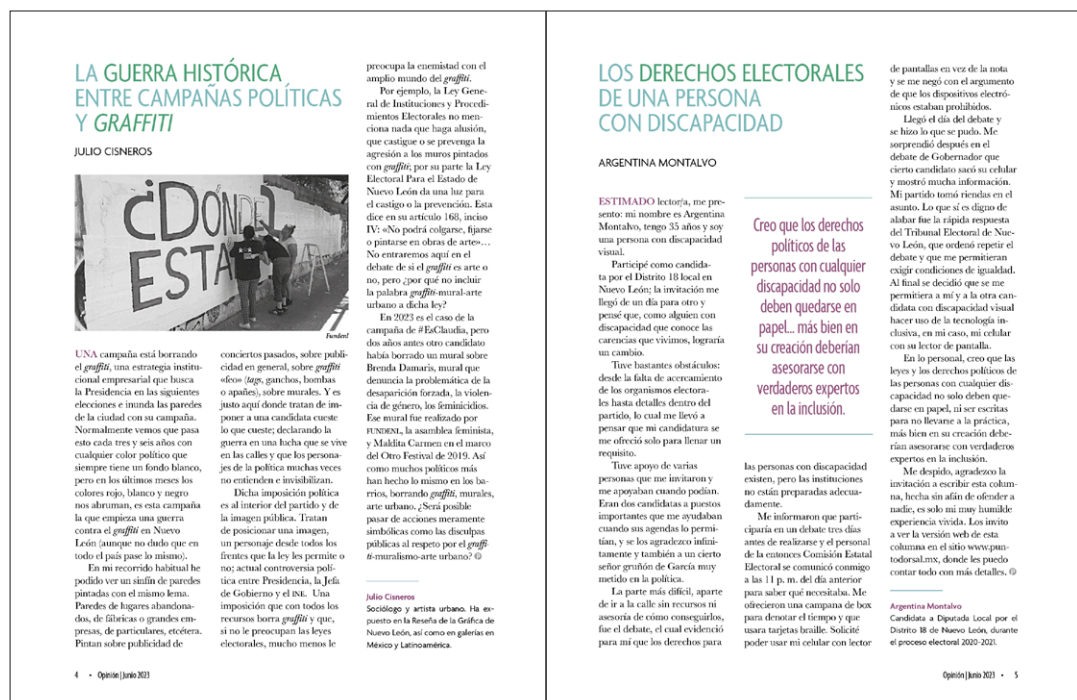 LA GUERRA HISTÓRICA
ENTRE CAMPAÑAS POLÍTICAS
Y GRAFFITI
JULIO CISNEROS
¿DÓNDE
ESTA
Fundenl
UNA campaña está borrando
el graffiti, una estrategia institu-
cional empresarial que busca
la Presidencia en las siguientes
elecciones e inunda las paredes
de la ciudad con su campaña.
Normalmente vemos que pasa
esto cada tres y seis años con
cualquier color político que
siempre tiene un fondo blanco,
pero en los últimos meses los
colores rojo, blanco y negro
nos abruman, es esta campaña
la que empieza una guerra
contra el graffiti en Nuevo
León (aunque no dudo que en
todo el país pase lo mismo).
En mi recorrido habitual he
podido ver un sinfín de paredes
pintadas con el mismo lema.
Paredes de lugares abandona-
dos, de fábricas o grandes em-
presas, de particulares, etcétera.
Pintan sobre publicidad de
conciertos pasados, sobre publi-
cidad en general, sobre graffiti
«feo» (tags, ganchos, bombas
o apañes), sobre murales. Y es
justo aquí donde tratan de im-
poner a una candidata cueste
lo que cueste; declarando la
guerra en una lucha que se vive
en las calles y que los persona-
jes de la política muchas veces
no entienden e invisibilizan.
Dicha imposición política
es al interior del partido y de
la imagen pública. Tratan
de posicionar una imagen,
un personaje desde todos los
frentes que la ley les permite o
no; actual controversia polí-
tica entre Presidencia, la Jefa
de Gobierno y el INE. Una
imposición que con todos los
recursos borra graffiti y que,
si no le preocupan las leyes
electorales, mucho menos le
preocupa la enemistad con el
amplio mundo del graffiti.
Por ejemplo, la Ley Gene-
ral de Instituciones y Procedi-
mientos Electorales no men-
ciona nada que haga alusión,
que castigue o se prevenga la
agresión a los muros pintados
con graffiti; por su parte la Ley
Electoral Para el Estado de
Nuevo León da una luz para
el castigo o la prevención. Esta
dice en su artículo 168, inciso
IV: «No podrá colgarse, fijarse
o pintarse en obras de arte»...
No entraremos aquí en el
debate de si el graffiti es arte o
no, pero ¿por qué no incluir
la palabra graffiti-mural-arte
urbano a dicha ley?
En 2023 es el caso de la
campaña de #EsClaudia, pero
dos años antes otro candidato
había borrado un mural sobre
Brenda Damaris, mural que
denuncia la problemática de la
desaparición forzada, la violen-
cia de género, los feminicidios.
Ese mural fue realizado por
FUNDENL, la asamblea feminista,
y Maldita Carmen en el marco
del Otro Festival de 2019. Así
como muchos políticos más
han hecho lo mismo en los ba-
rrios, borrando graffiti, murales,
arte urbano. ¿Será posible
pasar de acciones meramente
simbólicas como las disculpas
públicas al respeto por el graffi-
ti-muralismo-arte urbano?
Julio Cisneros
Sociólogo y artista urbano. Ha ex-
puesto en la Reseña de la Gráfica de
Nuevo León, así como en galerías en
México y Latinoamérica.
4 • Opinión | Junio 2023
LOS DERECHOS ELECTORALES
DE UNA PERSONA
CON DISCAPACIDAD
ARGENTINA MONTALVO
ESTIMADO lector/a, me pre-
sento: mi nombre es Argentina
Montalvo, tengo 35 años y soy
una persona con discapacidad
visual.
Participé como candida-
ta por el Distrito 18 local en
Nuevo León; la invitación me
llegó de un día para otro y
pensé que, como alguien con
discapacidad que conoce las
carencias que vivimos, lograría
un cambio.
Tuve bastantes obstáculos:
desde la falta de acercamiento
de los organismos electora-
les hasta detalles dentro del
partido, lo cual me llevó a
pensar que mi candidatura se
me ofreció solo para llenar un
requisito.
Tuve apoyo de varias
personas que me invitaron y
me apoyaban cuando podían.
Eran dos candidatas a puestos
importantes que me ayudaban
cuando sus agendas lo permi-
tían, y se los agradezco infini-
tamente y también a un cierto
señor gruñón de García muy
metido en la política.
La parte más difícil, aparte
de ir a la calle sin recursos ni
asesoría de cómo conseguirlos,
fue el debate, el cual evidenció
para mí que los derechos de
Creo que los derechos
políticos de las
personas con cualquier
discapacidad no solo
deben quedarse en
papel... más bien en
su creación deberían
asesorarse con
verdaderos expertos
en la inclusión.
las personas con discapacidad
existen, pero las instituciones
no están preparadas adecua-
damente.
Me informaron que parti-
ciparía en un debate tres días
antes de realizarse y el personal
de la entonces Comisión Estatal
Electoral se comunicó conmigo
a las 11 p. m. del día anterior
para saber qué necesitaba. Me
ofrecieron una campana de box
para denotar el tiempo y que
usara tarjetas braille. Solicité
poder usar mi celular con lector
de pantallas en vez de la nota
y se me negó con el argumento
de que los dispositivos electró-
nicos estaban prohibidos.
Llegó el día del debate y
se hizo lo que se pudo. Me
sorprendió después en el
debate de Gobernador que
cierto candidato sacó su celular
y mostró mucha información.
Mi partido tomó riendas en el
asunto. Lo que sí es digno de
alabar fue la rápida respuesta
del Tribunal Electoral de Nue-
vo León, que ordenó repetir el
debate y que me permitieran
exigir condiciones de igualdad.
Al final se decidió que se me
permitiera a mí y a la otra can-
didata con discapacidad visual
hacer uso de la tecnología in-
clusiva, en mi caso, mi celular
con su lector de pantalla.
En lo personal, creo que las
leyes y los derechos políticos de
las personas con cualquier dis-
capacidad no solo deben que-
darse en papel, ni ser escritas
para no llevarse a la práctica,
más bien en su creación debe-
rían asesorarse con verdaderos
expertos en la inclusión.
Me despido, agradezco la
invitación a escribir esta colum-
na, hecha sin afán de ofender a
nadie, es solo mi muy humilde
experiencia vivida. Los invito
a ver la versión web de esta
columna en el sitio www.pun-
todorsal.mx, donde les puedo
contar todo con más detalles.
Argentina Montalvo
Candidata a Diputada Local por el
Distrito 18 de Nuevo León, durante
el proceso electoral 2020-2021.
Opinión | Junio 2023 • 5